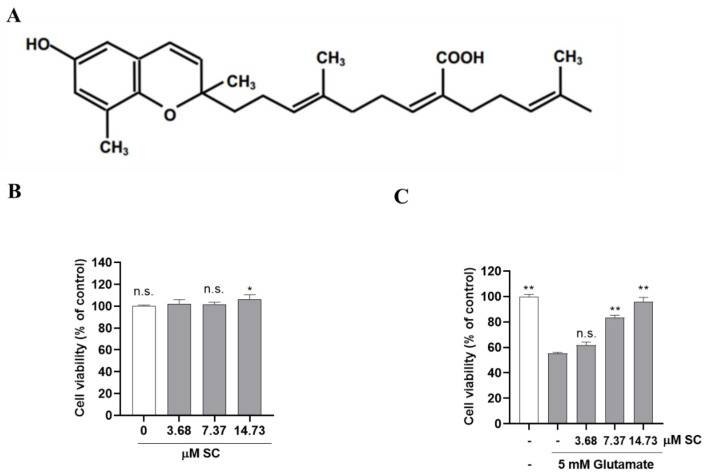 A
HO
CH₃
O
CH₃
CH₃
COOH
CH₃
B
Cell viability (% of control)
140
120
100
80
60
40
20
0
n.s.
n.s.
*
0 3.68 7.37 14.73
μM SC
C
Cell viability (% of control)
120
100
80
60
40
20
0
**
n.s.
**
**
- - 3.68 7.37 14.73 μM SC
- 5 mM Glutamate